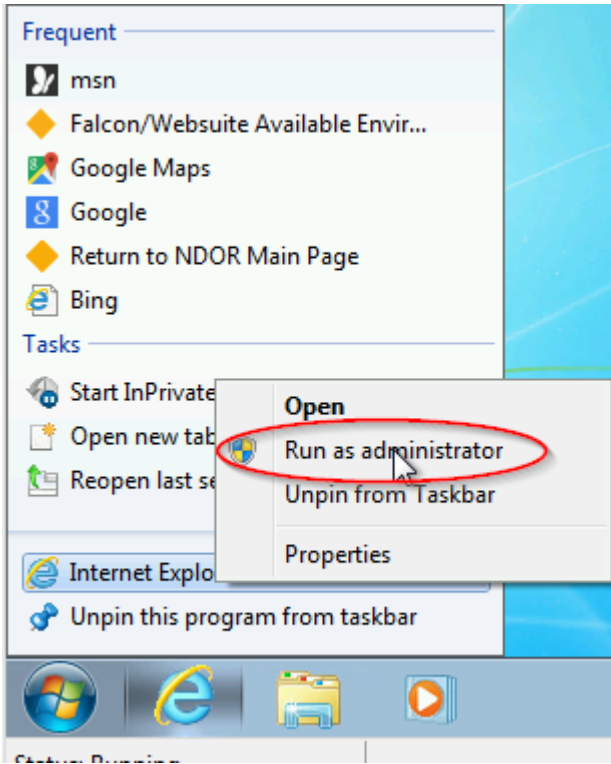 Frequent
msn
Falcon/Websuite Available Envir...
Google Maps
Google
Return to NDOR Main Page
Bing
Tasks
Start InPrivate
Open new tab
Reopen last se
Open
Run as administrator
Unpin from Taskbar
Properties
Internet Explo
Unpin this program from taskbar
Status: Running